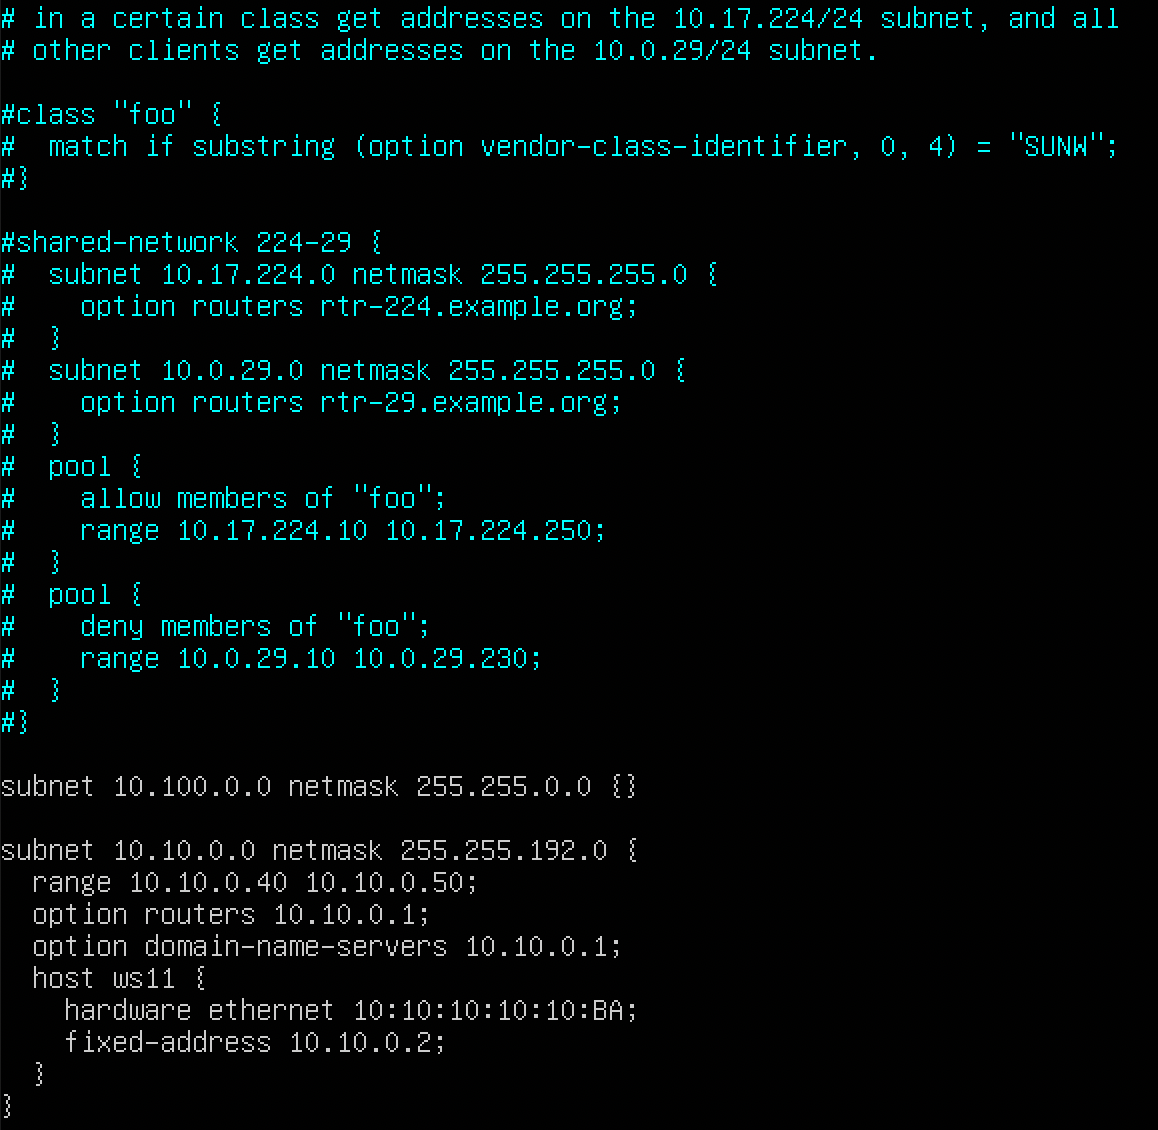 # in a certain class get addresses on the 10.17.224/24 subnet, and all
# other clients get addresses on the 10.0.29/24 subnet.

#class "foo" {
#  match if substring (option vendor-class-identifier, 0, 4) = "SUNW";
#}

#shared-network 224-29 {
#  subnet 10.17.224.0 netmask 255.255.255.0 {
#    option routers rtr-224.example.org;
#  }
#  subnet 10.0.29.0 netmask 255.255.255.0 {
#    option routers rtr-29.example.org;
#  }
#  pool {
#    allow members of "foo";
#    range 10.17.224.10 10.17.224.250;
#  }
#  pool {
#    deny members of "foo";
#    range 10.0.29.10 10.0.29.230;
#  }
#}

subnet 10.100.0.0 netmask 255.255.0.0 {}

subnet 10.10.0.0 netmask 255.255.192.0 {
  range 10.10.0.40 10.10.0.50;
  option routers 10.10.0.1;
  option domain-name-servers 10.10.0.1;
  host ws11 {
    hardware ethernet 10:10:10:10:10:BA;
    fixed-address 10.10.0.2;
  }
}